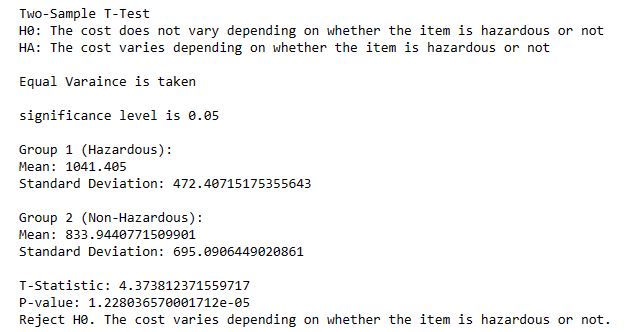 Two-Sample T-Test
H0: The cost does not vary depending on whether the item is hazardous or not
HA: The cost varies depending on whether the item is hazardous or not
Equal Varaince is taken
significance level is 0.05
Group 1 (Hazardous):
Mean: 1041.405
Standard Deviation: 472.40715175355643
Group 2 (Non-Hazardous):
Mean: 833.9440771509901
Standard Deviation: 695.0906449020861
T-Statistic: 4.373812371559717
P-value: 1.228036570001712e-05
Reject H0. The cost varies depending on whether the item is hazardous or not.